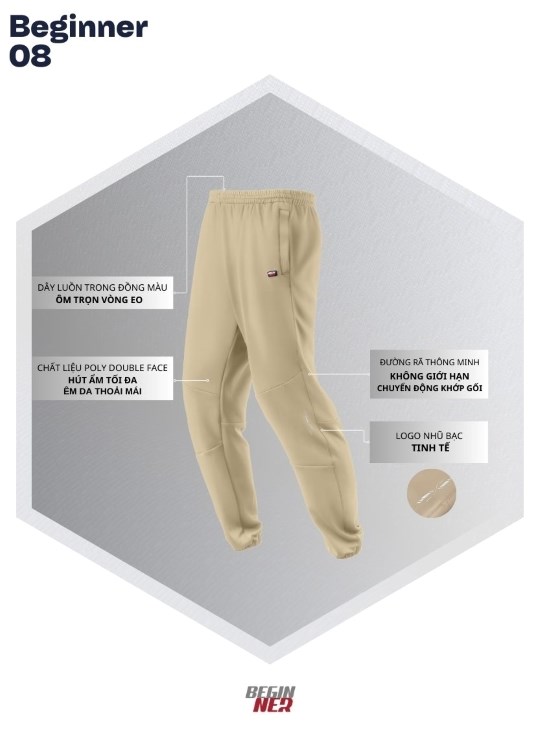 Beginner
08
DÂY LUỒN TRONG ĐỒNG MÀU
ÔM TRỌN VÒNG EO
CHẤT LIỆU POLY DOUBLE FACE
HÚT ẨM TỐI ĐA
ÊM DA THOẢI MÁI
ĐƯỜNG RÃ THÔNG MINH
KHÔNG GIỚI HẠN
CHUYỂN ĐỘNG KHỚP GỐI
LOGO NHŨ BẠC
TINH TẾ
BEGIN
NER